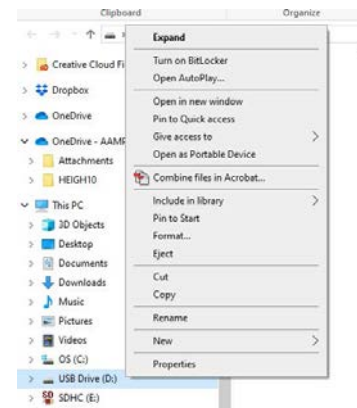 Clipboard
Organize
Expand
Creative Cloud Fi
Turn on BitLocker
Open AutoPlay...
Dropbox
Open in new window
OneDrive
Pin to Quick access
Give access to
OneDrive - AAMP
Open as Portable Device
Attachments
HEIGH10
Combine files in Acrobat...
This PC
Include in library
3D Objects
Pin to Start
Desktop
Format...
Documents
Eject
Downloads
Cut
Music
Copy
Pictures
Rename
Videos
New
OS (C:)
Properties
USB Drive (D:)
SDHC (E:)